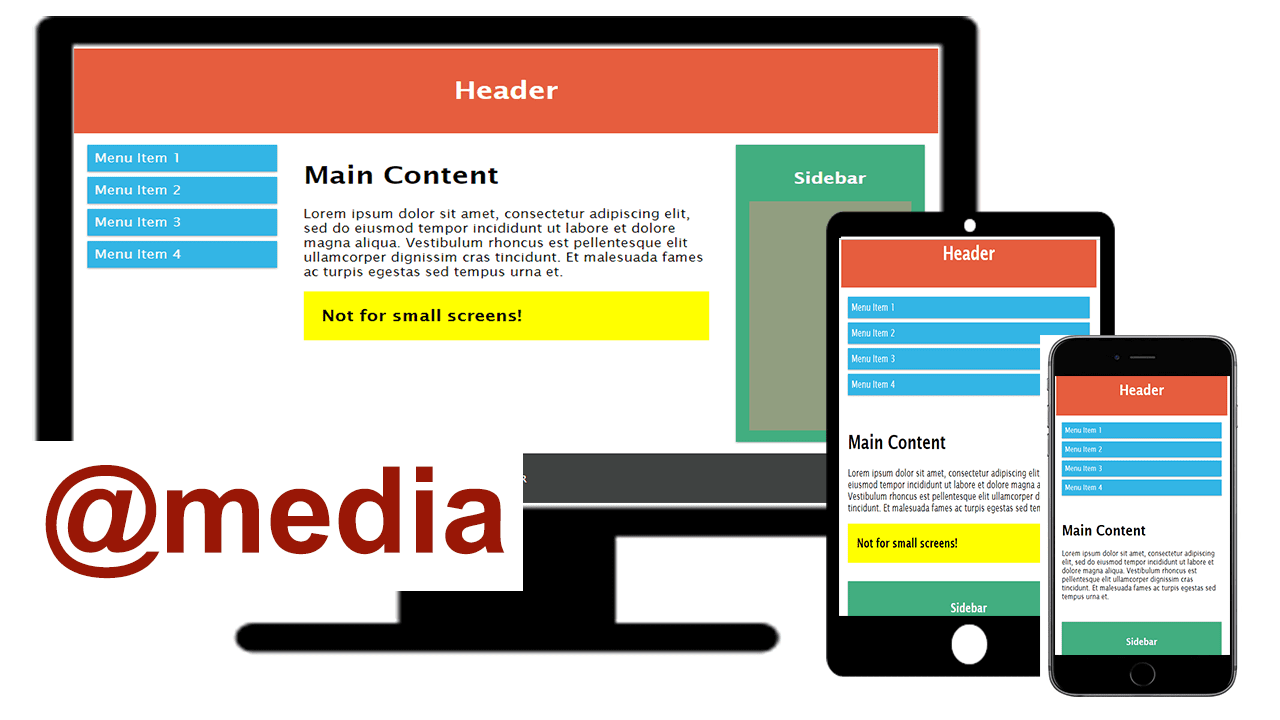 Header
Menu Item 1
Menu Item 2
Menu Item 3
Menu Item 4
Main Content
Lorem ipsum dolor sit amet, consectetur adipiscing elit,
sed do eiusmod tempor incididunt ut labore et dolore
magna aliqua. Vestibulum rhoncus est pellentesque elit
ullamcorper dignissim cras tincidunt. Et malesuada fames
ac turpis egestas sed tempus urna et.
Not for small screens!
Sidebar
R
@media
Header
Menu Item 1
Menu Item 2
Menu Item 3
Menu Item 4
Main Content
Lorem ipsum dolor sit amet, consectetur adipiscing elit
eiusmod tempor incididunt ut labore et dolore magna a
Vestibulum rhoncus est pellentesque elit ullamcorper d
tincidunt. Et malesuada fames ac turpis egestas sed ten
Not for small screens!
Sidebar
Header
Menu Item 1
Menu Item 2
Menu Item 3
Menu Item 4
Main Content
Lorem ipsum dolor sit amet, consectetur adipiscing
elit, sed do eiusmod tempor incididunt ut labore et
dolore magna aliqua. Vestibulum rhoncus est
pellentesque elit ullamcorper dignissim cras
tincidunt. Et malesuada fames ac turpis egestas sed
tempus urna et.
Sidebar